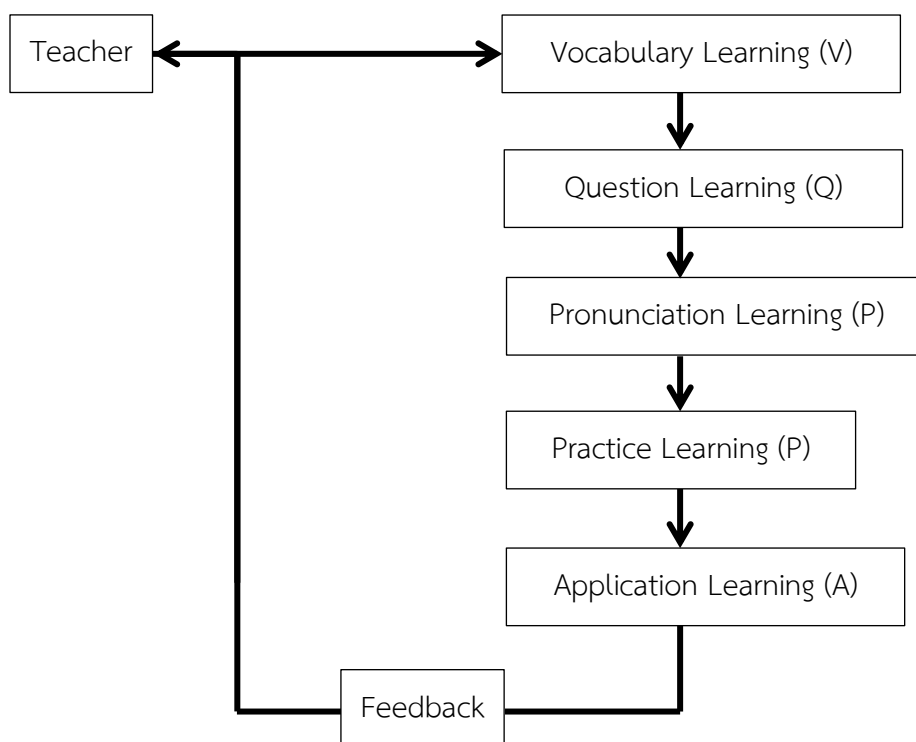 Teacher
Vocabulary Learning (V)
Question Learning (Q)
Pronunciation Learning (P)
Practice Learning (P)
Application Learning (A)
Feedback